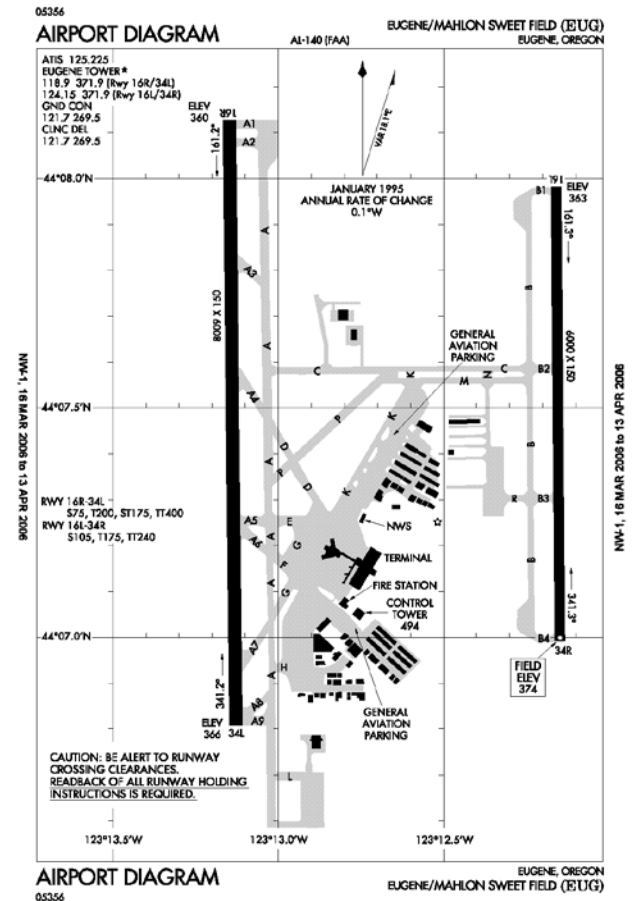 05356
AIRPORT DIAGRAM
AL-140 (FAA)
EUGENE/MAHLON SWEET FIELD (EUG)
EUGENE, OREGON
ATIS 125.225
EUGENE TOWER*
118.9 371.9 (Rwy 16R/34L)
124.15 371.9 (Rwy 16L/34R)
GND CON
121.7 269.5
CLNC DEL
121.7 269.5
ELEV
360
16R
161.2°
A1
A2
VAR 18.1°E
JANUARY 1995
ANNUAL RATE OF CHANGE
0.1°W
44°08.0'N
16L
B1
ELEV
363
161.3°
A
A3
B
8009 X 150
6000 X 150
A
GENERAL
AVIATION
PARKING
C
K
M
N
C
B2
44°07.5'N
A4
P
K
D
B
A
P
D
K
RWY 16R-34L
S75, T200, ST175, TT400
RWY 16L-34R
S105, T175, TT240
R
B3
A5
E
NWS
A
A6
G
F
TERMINAL
B
A
G
FIRE STATION
CONTROL
TOWER
494
341.3°
44°07.0'N
A7
B4
34R
H
A
FIELD
ELEV
374
341.2°
A8
A9
ELEV
366
34L
GENERAL
AVIATION
PARKING
CAUTION: BE ALERT TO RUNWAY
CROSSING CLEARANCES.
READBACK OF ALL RUNWAY HOLDING
INSTRUCTIONS IS REQUIRED.
L
123°13.5'W
123°13.0'W
123°12.5'W
NW-1, 16 MAR 2006 to 13 APR 2006
NW-1, 16 MAR 2006 to 13 APR 2006
AIRPORT DIAGRAM
05356
EUGENE, OREGON
EUGENE/MAHLON SWEET FIELD (EUG)